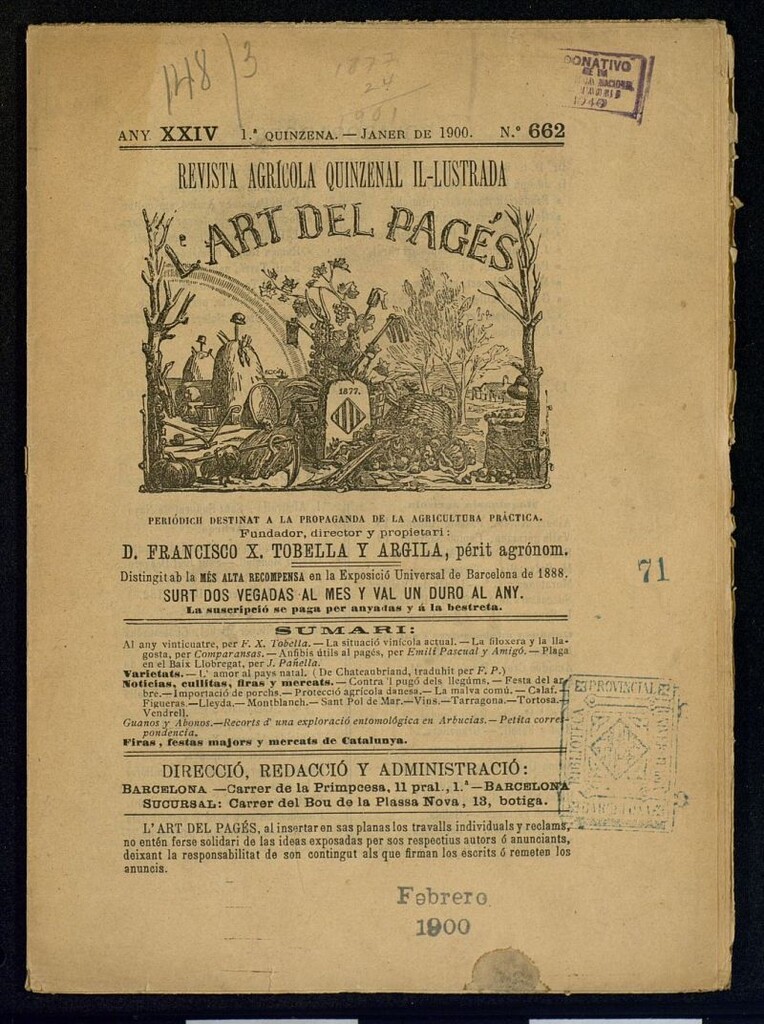 148/3
1877
24
1901
DONATIVO
1940
ANY XXIV 1.ª QUINZENA. — JANER DE 1900. N.º 662
REVISTA AGRÍCOLA QUINZENAL IL-LUSTRADA
L'ART DEL PAGÉS
1877.
PERIÓDICH DESTINAT A LA PROPAGANDA DE LA AGRICULTURA PRÁCTICA.
Fundador, director y propietari:
D. FRANCISCO X. TOBELLA Y ARGILA, périt agrónom.
Distingit ab la MÉS ALTA RECOMPENSA en la Exposició Universal de Barcelona de 1888.
SURT DOS VEGADAS AL MES Y VAL UN DURO AL ANY.
La suscripció se paga per anyadas y á la bestreta.
71
SUMARI:
Al any vinticuatre, per F. X. Tobella. — La situació vinícola actual. — La filoxera y la lla-
gosta, per Comparansas. — Anfibis útils al pagés, per Emili Pascual y Amigó. — Plaga
en el Baix Llobregat, per J. Pañella.
Varietats. — L' amor al pays natal. (De Chateaubriand, traduhit per F. P.)
Noticias, cullitas, firas y mercats. — Contra 'l pugó dels llegúms. — Festa del ar-
bre. — Importació de porchs. — Protecció agrícola danesa. — La malva comú. — Calaf. —
Figueras. — Lleyda. — Montblanch. — Sant Pol de Mar. — Vins. — Tarragona. — Tortosa. —
Vendrell.
Guanos y Abonos. — Recorts d' una exploració entomológica en Arbucias. — Petita corres-
pondencia.
Firas, festas majors y mercats de Catalunya.
PROVINCIAL
BIBLIOTECA
DIRECCIÓ, REDACCIÓ Y ADMINISTRACIÓ:
BARCELONA — Carrer de la Primpcesa, 11 pral., 1.ª — BARCELONA
SUCURSAL: Carrer del Bou de la Plassa Nova, 13, botiga.
L'ART DEL PAGÉS, al insertar en sas planas los travalls individuals y reclams,
no entén ferse solidari de las ideas exposadas per sos respectius autors ó anunciants,
deixant la responsabilitat de son contingut als que firman los escrits ó remeten los
anuncis.
Febrero
1900